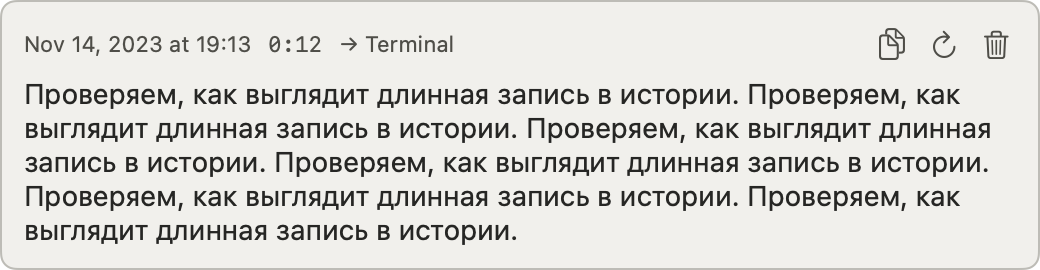 Nov 14, 2023 at 19:13 0:12 → Terminal
Проверяем, как выглядит длинная запись в истории. Проверяем, как
выглядит длинная запись в истории. Проверяем, как выглядит длинная
запись в истории. Проверяем, как выглядит длинная запись в истории.
Проверяем, как выглядит длинная запись в истории. Проверяем, как
выглядит длинная запись в истории.